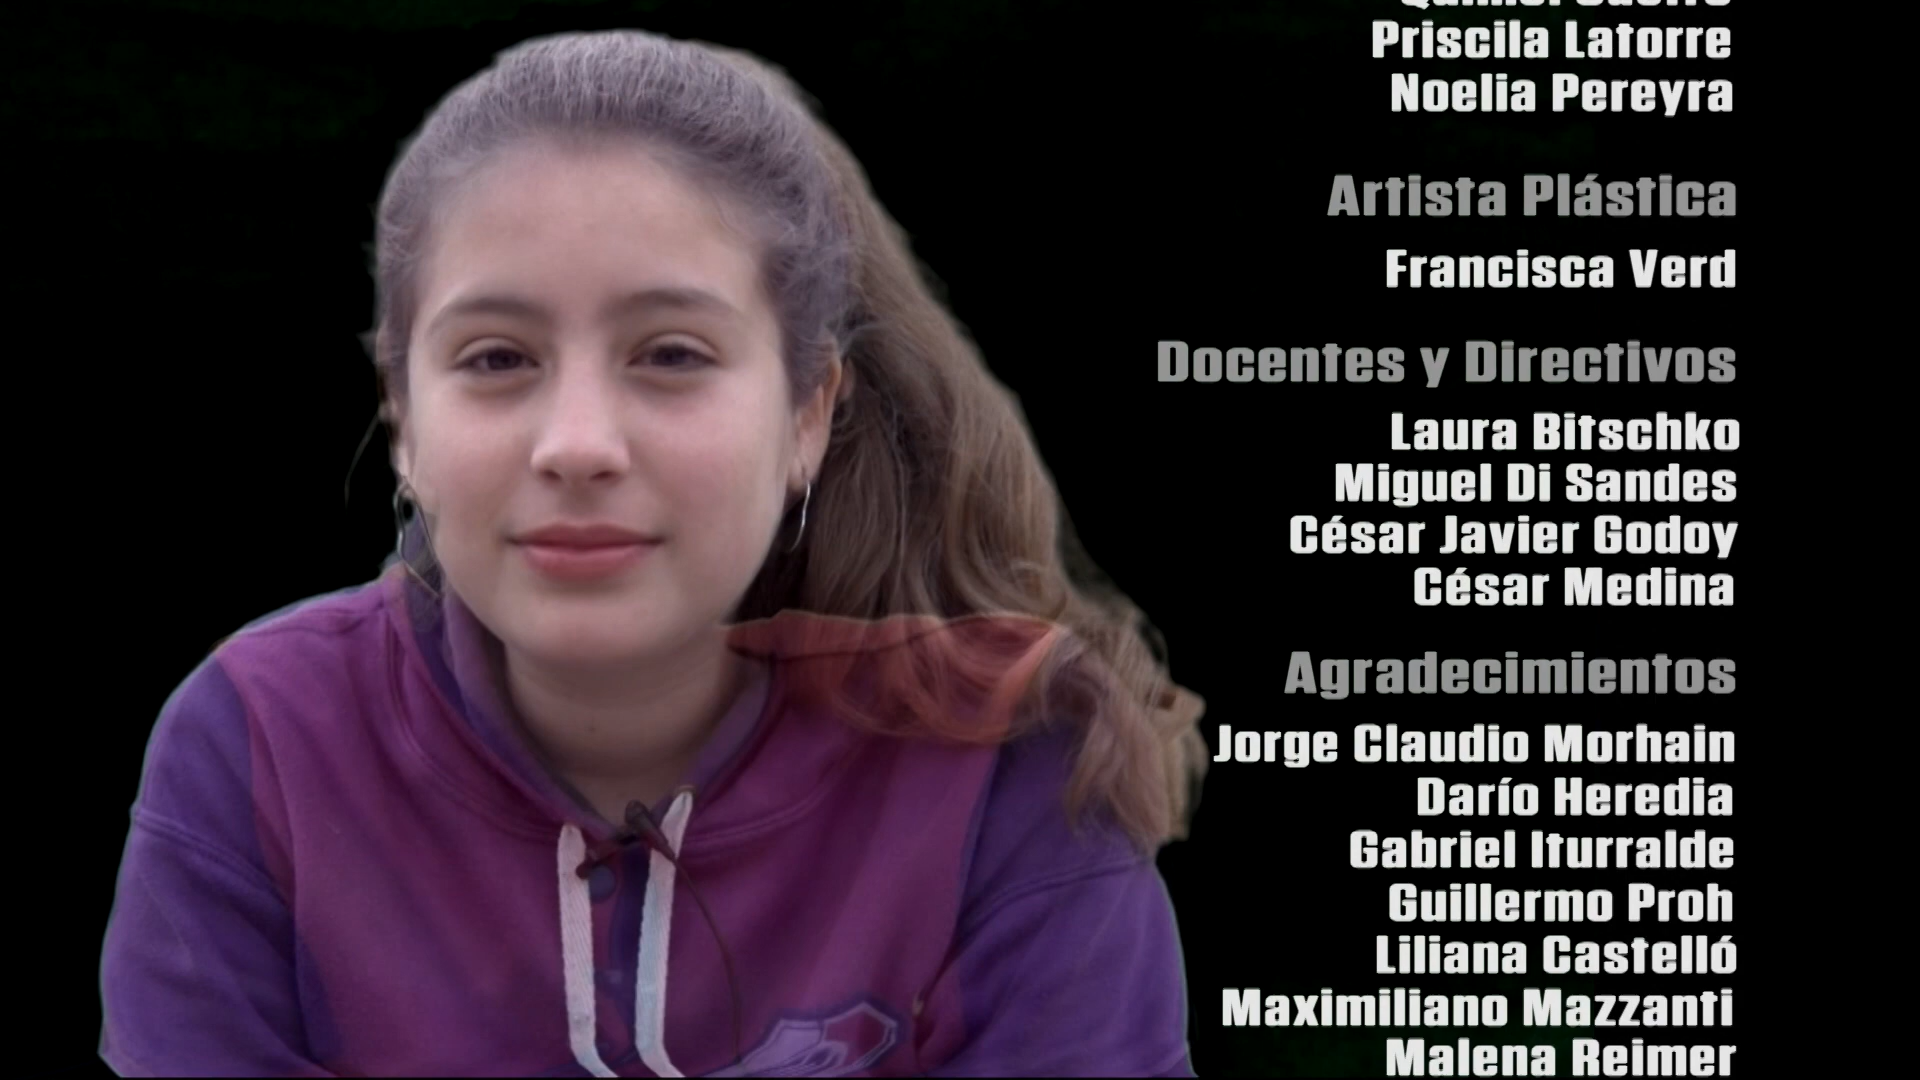 Priscila Latorre
Noelia Pereyra
Artista Plástica
Francisca Verd
Docentes y Directivos
Laura Bitschko
Miguel Di Sandes
César Javier Godoy
César Medina
Agradecimientos
Jorge Claudio Morhain
Darío Heredia
Gabriel Iturralde
Guillermo Proh
Liliana Castelló
Maximiliano Mazzanti
Malena Reimer